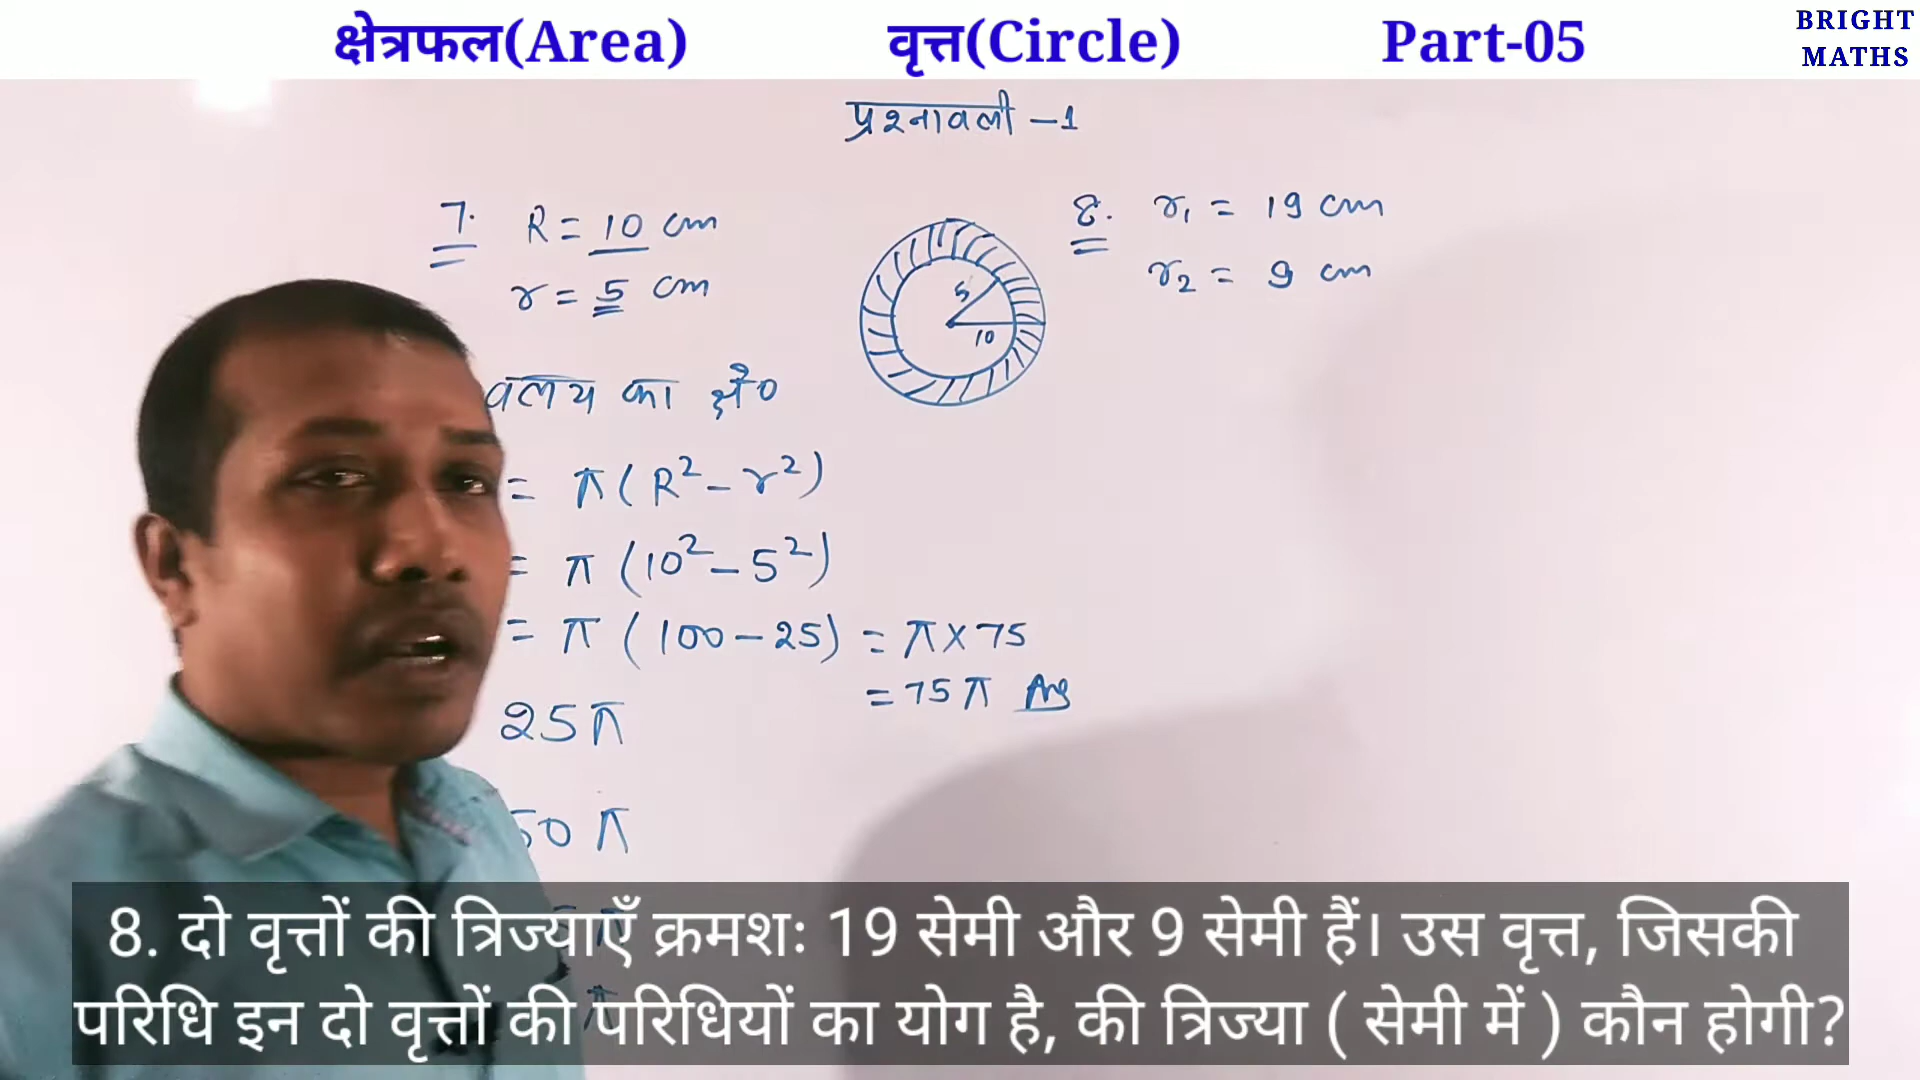 क्षेत्रफल(Area) वृत्त(Circle) Part-05
BRIGHT
MATHS
प्रश्नावली -1
7. R = 10 cm
r = 5 cm
5
10
8. r₁ = 19 cm
r₂ = 9 cm
वलय का क्षे०
= π(R² - r²)
= π (10² - 5²)
= π (100 - 25) = π × 75
= 75 π Ans
25π
50 π
π
8. दो वृत्तों की त्रिज्याएँ क्रमशः 19 सेमी और 9 सेमी हैं। उस वृत्त, जिसकी
परिधि इन दो वृत्तों की परिधियों का योग है, की त्रिज्या ( सेमी में ) कौन होगी?